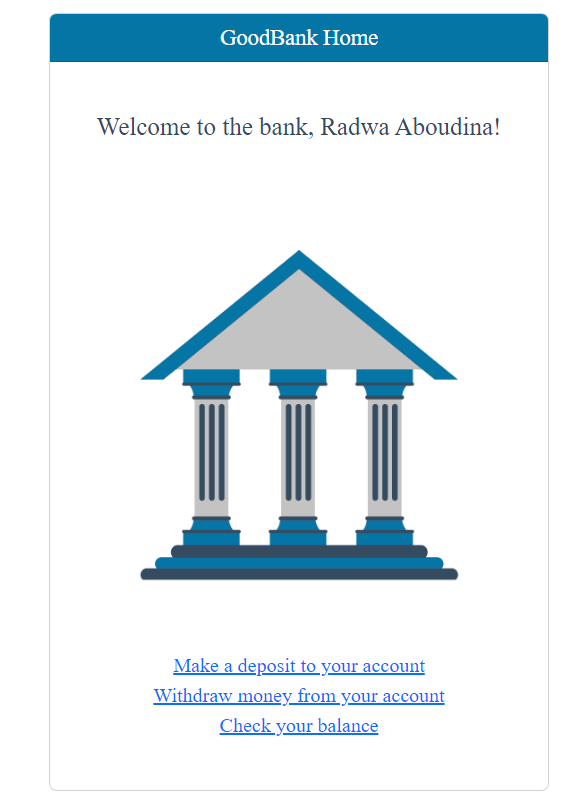 GoodBank Home
Welcome to the bank, Radwa Aboudina!
Make a deposit to your account
Withdraw money from your account
Check your balance